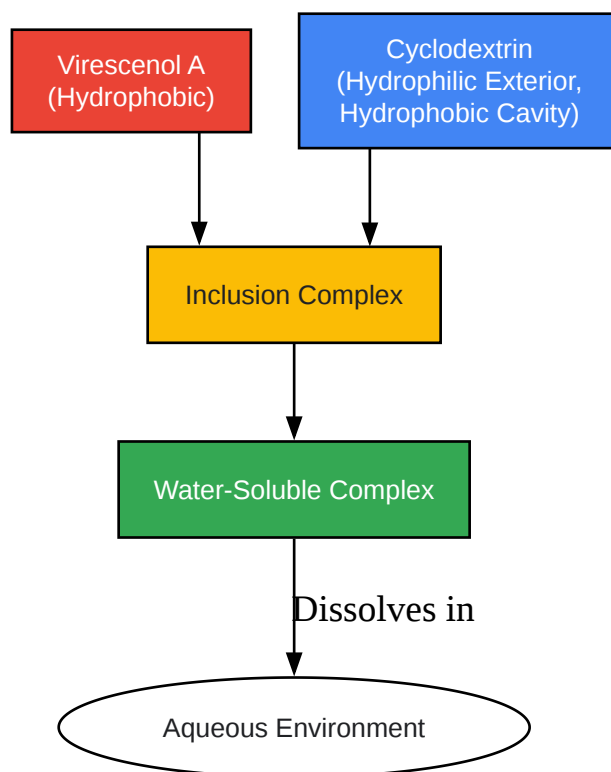 Virescenol A
(Hydrophobic)
Cyclodextrin
(Hydrophilic Exterior,
Hydrophobic Cavity)
Inclusion Complex
Water-Soluble Complex
Dissolves in
Aqueous Environment